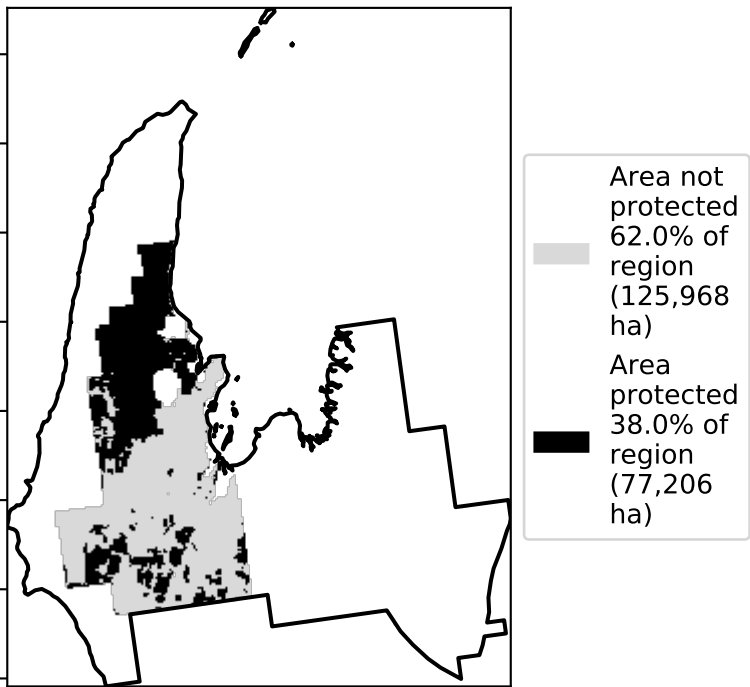 Area not
protected
62.0% of
region
(125,968
ha)
Area
protected
38.0% of
region
(77,206
ha)